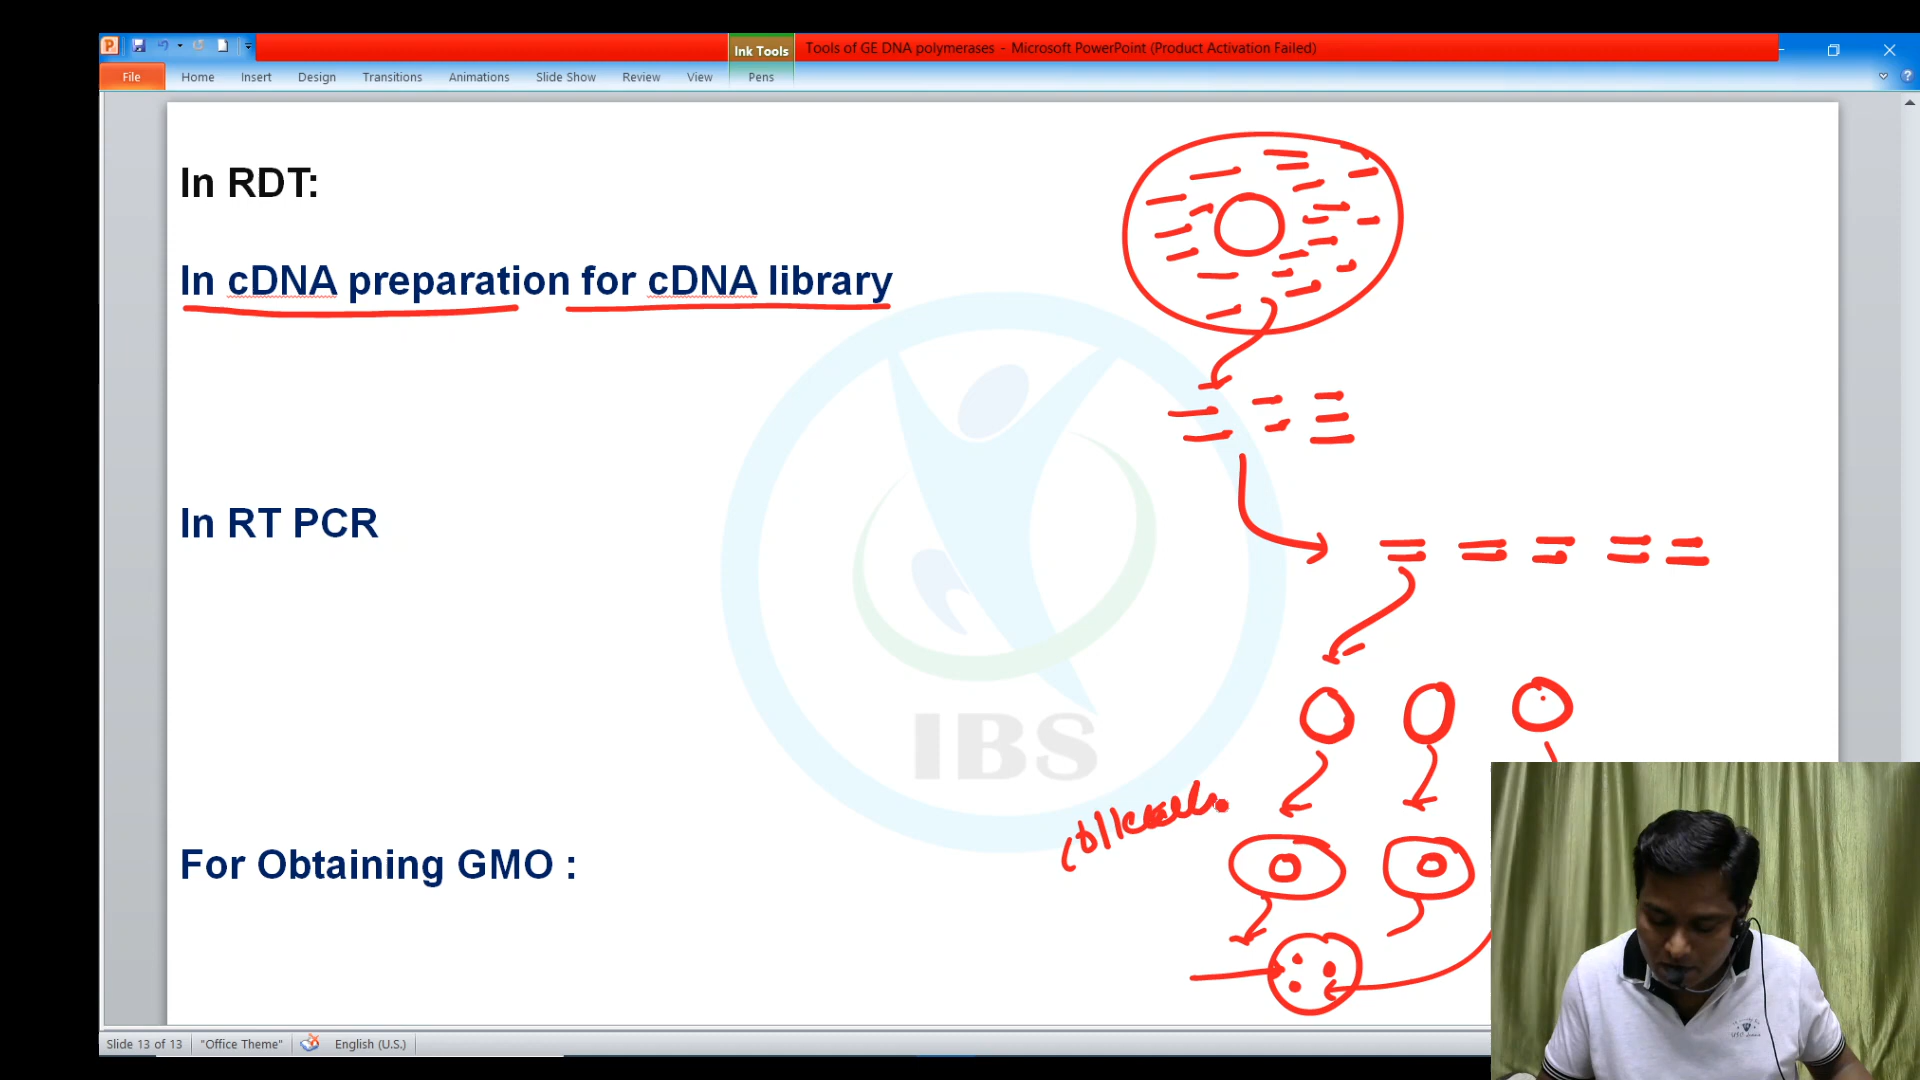 Ink Tools
Tools of GE DNA polymerases - Microsoft PowerPoint (Product Activation Failed)
File Home Insert Design Transitions Animations Slide Show Review View Pens
In RDT:
In cDNA preparation for cDNA library
In RT PCR
IBS
For Obtaining GMO :
Slide 13 of 13 "Office Theme" English (U.S.)